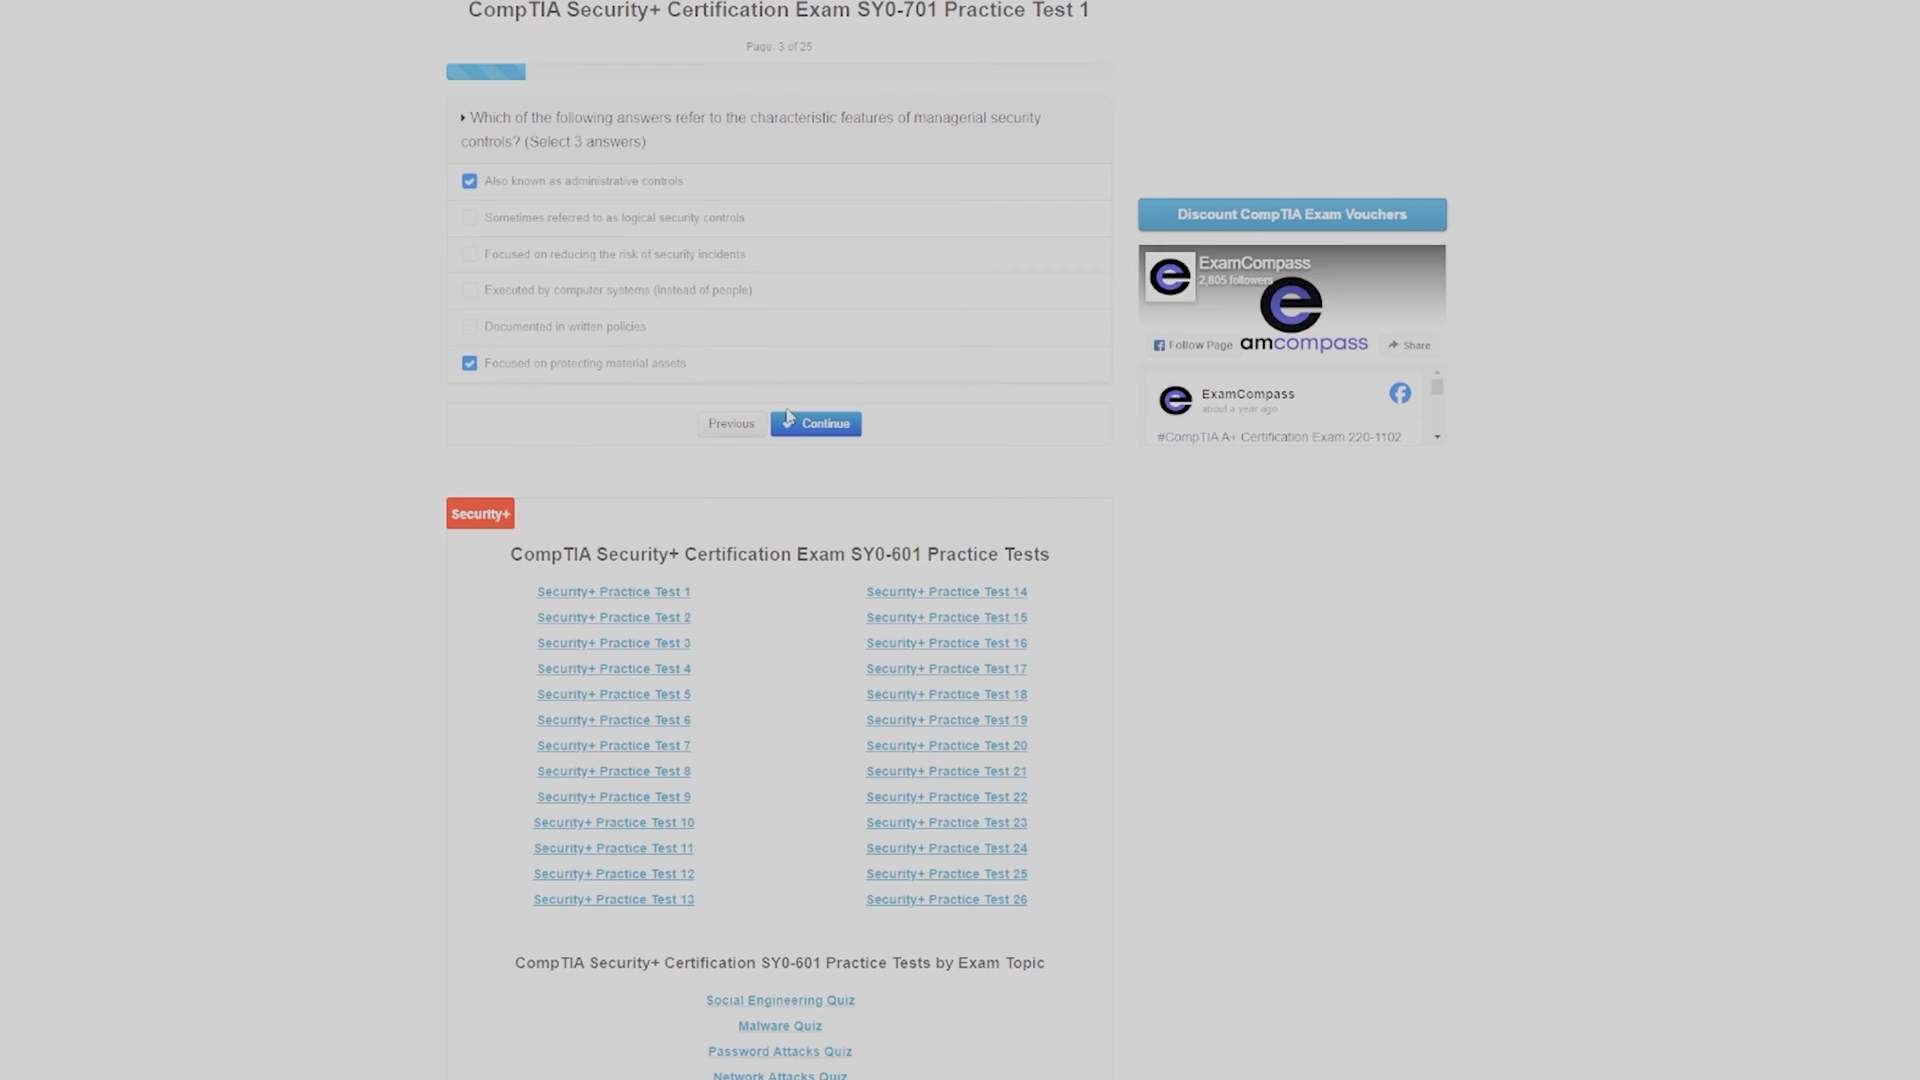 CompTIA Security+ Certification Exam SY0-701 Practice Test 1
Page: 3 of 25
Which of the following answers refer to the characteristic features of managerial security
controls? (Select 3 answers)
Also known as administrative controls
Sometimes referred to as logical security controls
Focused on reducing the risk of security incidents
Executed by computer systems (instead of people)
Documented in written policies
Focused on protecting material assets
Previous
Continue
Discount CompTIA Exam Vouchers
ExamCompass
2,805 followers
amcompass
Follow Page
Share
ExamCompass
about a year ago
#CompTIA A+ Certification Exam 220-1102
Security+
CompTIA Security+ Certification Exam SY0-601 Practice Tests
Security+ Practice Test 1
Security+ Practice Test 2
Security+ Practice Test 3
Security+ Practice Test 4
Security+ Practice Test 5
Security+ Practice Test 6
Security+ Practice Test 7
Security+ Practice Test 8
Security+ Practice Test 9
Security+ Practice Test 10
Security+ Practice Test 11
Security+ Practice Test 12
Security+ Practice Test 13
Security+ Practice Test 14
Security+ Practice Test 15
Security+ Practice Test 16
Security+ Practice Test 17
Security+ Practice Test 18
Security+ Practice Test 19
Security+ Practice Test 20
Security+ Practice Test 21
Security+ Practice Test 22
Security+ Practice Test 23
Security+ Practice Test 24
Security+ Practice Test 25
Security+ Practice Test 26
CompTIA Security+ Certification SY0-601 Practice Tests by Exam Topic
Social Engineering Quiz
Malware Quiz
Password Attacks Quiz
Network Attacks Quiz